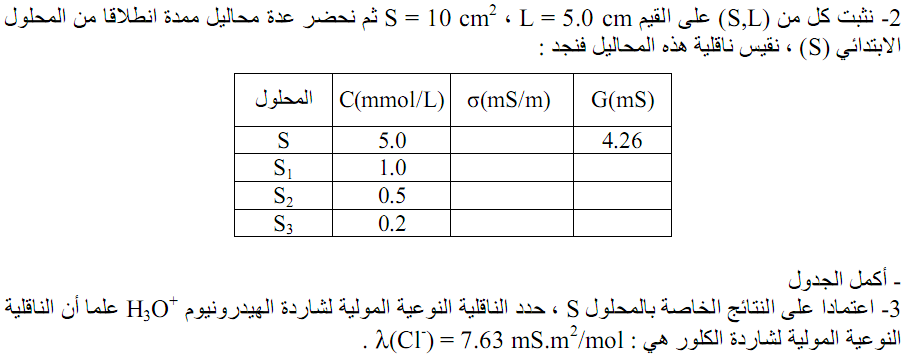 2- نثبت كل من (S,L) على القيم S = 10 cm² ، L = 5.0 cm ثم نحضر عدة محاليل ممدة انطلاقا من المحلول
الابتدائي (S) ، نقيس ناقلية هذه المحاليل فنجد :
المحلول C(mmol/L) σ(mS/m) G(mS)
S 5.0 4.26
S₁ 1.0
S₂ 0.5
S₃ 0.2
- أكمل الجدول
3- اعتمادا على النتائج الخاصة بالمحلول S ، حدد الناقلية النوعية المولية لشاردة الهيدرونيوم H₃O⁺ علما أن الناقلية
النوعية المولية لشاردة الكلور هي : λ(Cl⁻) = 7.63 mS.m²/mol .